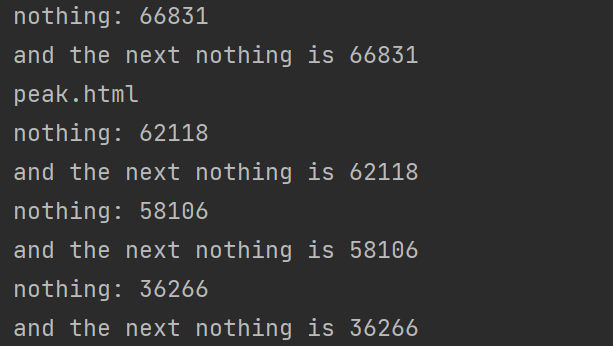 nothing: 66831
and the next nothing is 66831
peak.html
nothing: 62118
and the next nothing is 62118
nothing: 58106
and the next nothing is 58106
nothing: 36266
and the next nothing is 36266